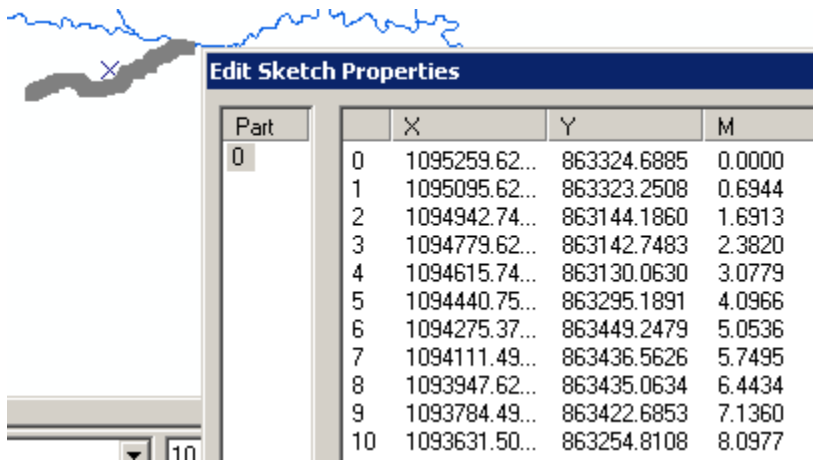 Edit Sketch Properties
Part
0
X Y M
0 1095259.62... 863324.6885 0.0000
1 1095095.62... 863323.2508 0.6944
2 1094942.74... 863144.1860 1.6913
3 1094779.62... 863142.7483 2.3820
4 1094615.74... 863130.0630 3.0779
5 1094440.75... 863295.1891 4.0966
6 1094275.37... 863449.2479 5.0536
7 1094111.49... 863436.5626 5.7495
8 1093947.62... 863435.0634 6.4434
9 1093784.49... 863422.6853 7.1360
10 1093631.50... 863254.8108 8.0977
10